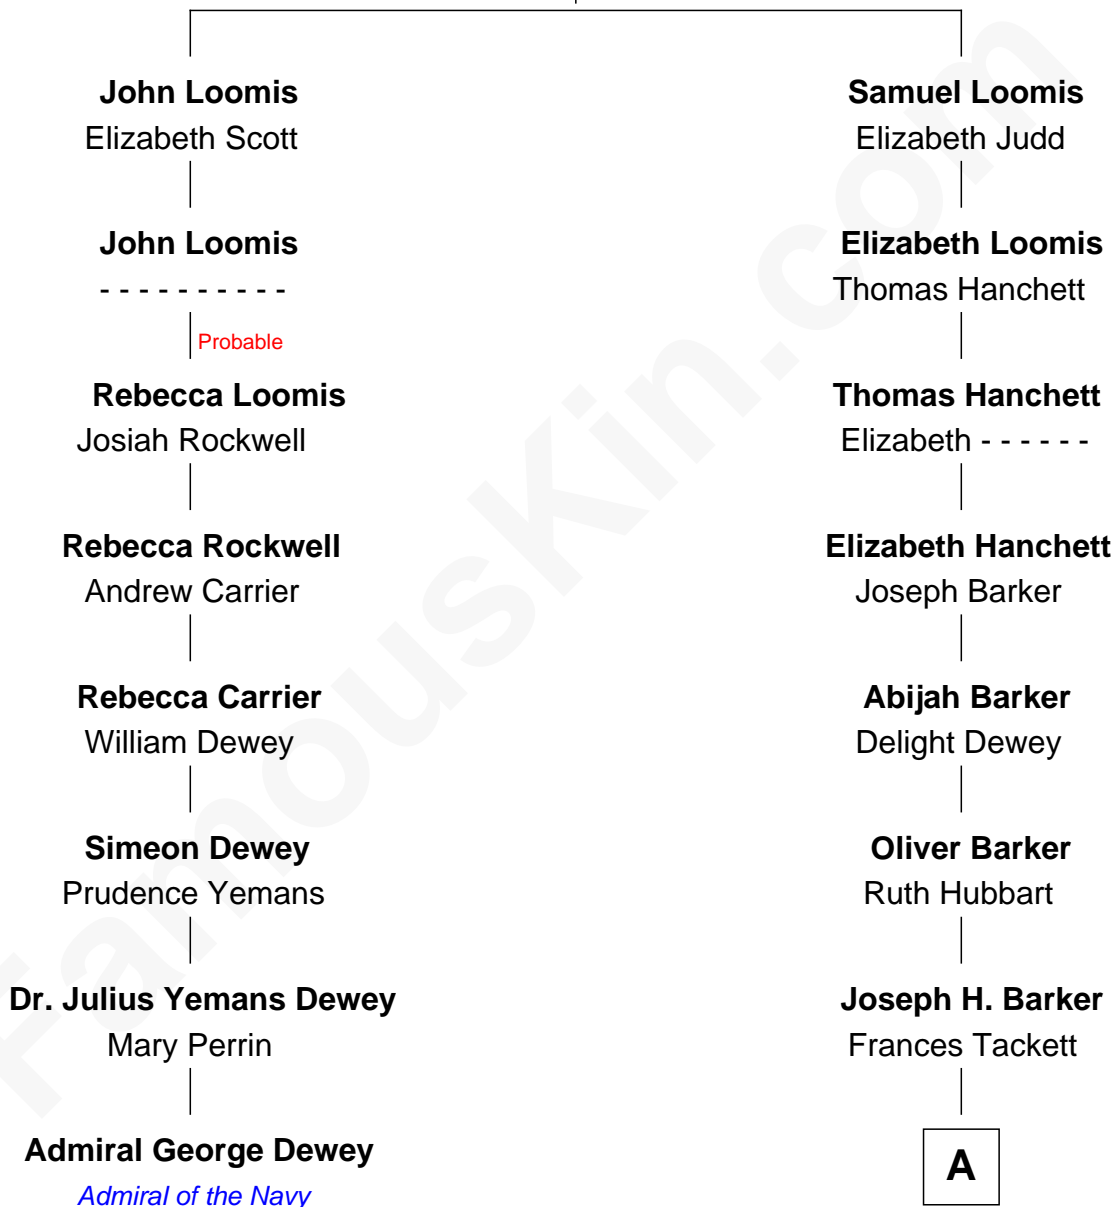 John Loomis
Elizabeth Scott
John Loomis
- - - - - - - - - -
Probable
Rebecca Loomis
Josiah Rockwell
Rebecca Rockwell
Andrew Carrier
Rebecca Carrier
William Dewey
Simeon Dewey
Prudence Yemans
Dr. Julius Yemans Dewey
Mary Perrin
Admiral George Dewey
Admiral of the Navy
Samuel Loomis
Elizabeth Judd
Elizabeth Loomis
Thomas Hanchett
Thomas Hanchett
Elizabeth - - - - - -
Elizabeth Hanchett
Joseph Barker
Abijah Barker
Delight Dewey
Oliver Barker
Ruth Hubbart
Joseph H. Barker
Frances Tackett
A
FamousKin.com